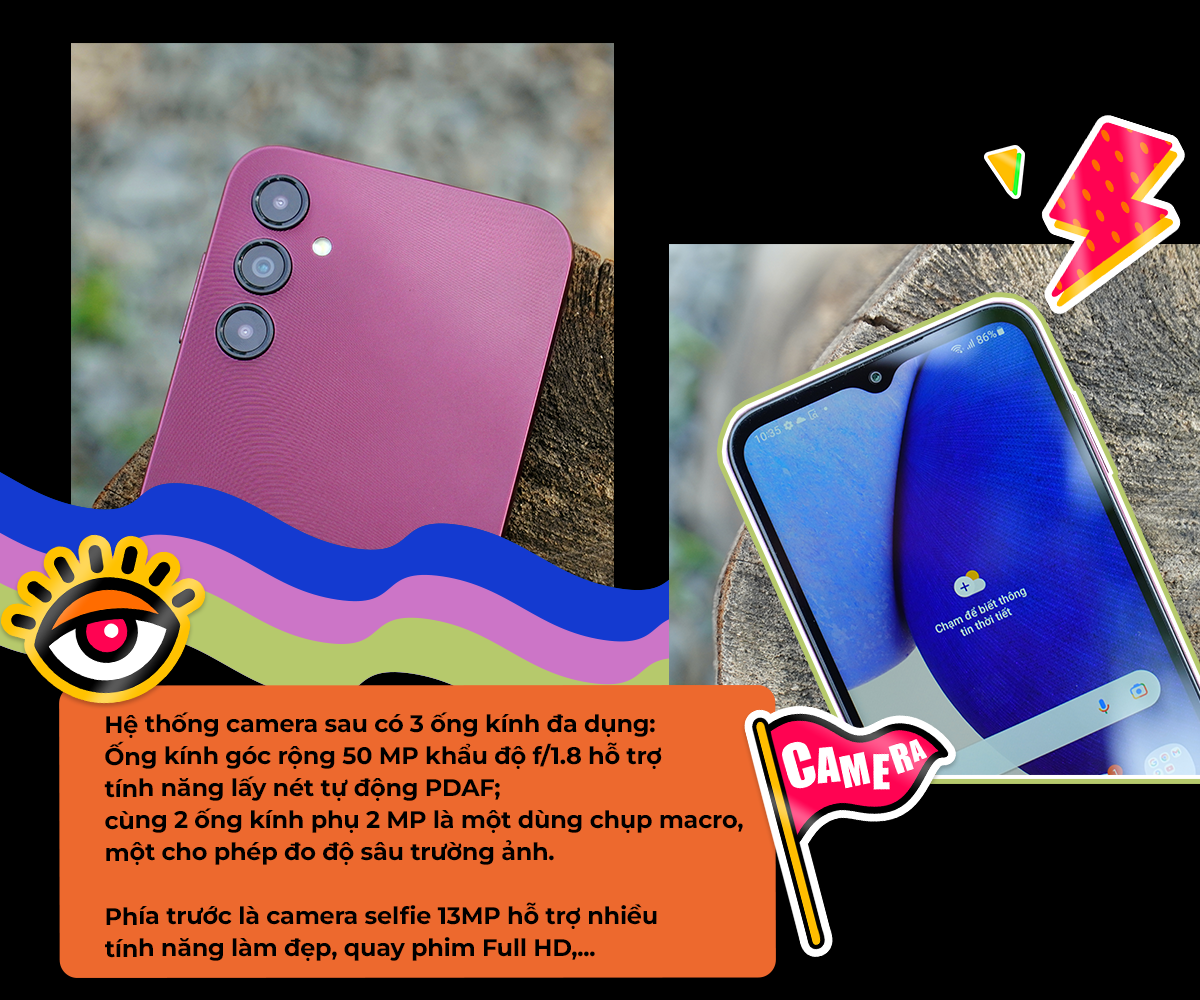 86%
10:35
Chạm để biết thông
tin thời tiết
CAMERA
Hệ thống camera sau có 3 ống kính đa dụng:
Ống kính góc rộng 50 MP khẩu độ f/1.8 hỗ trợ
tính năng lấy nét tự động PDAF;
cùng 2 ống kính phụ 2 MP là một dùng chụp macro,
một cho phép đo độ sâu trường ảnh.
Phía trước là camera selfie 13MP hỗ trợ nhiều
tính năng làm đẹp, quay phim Full HD,...